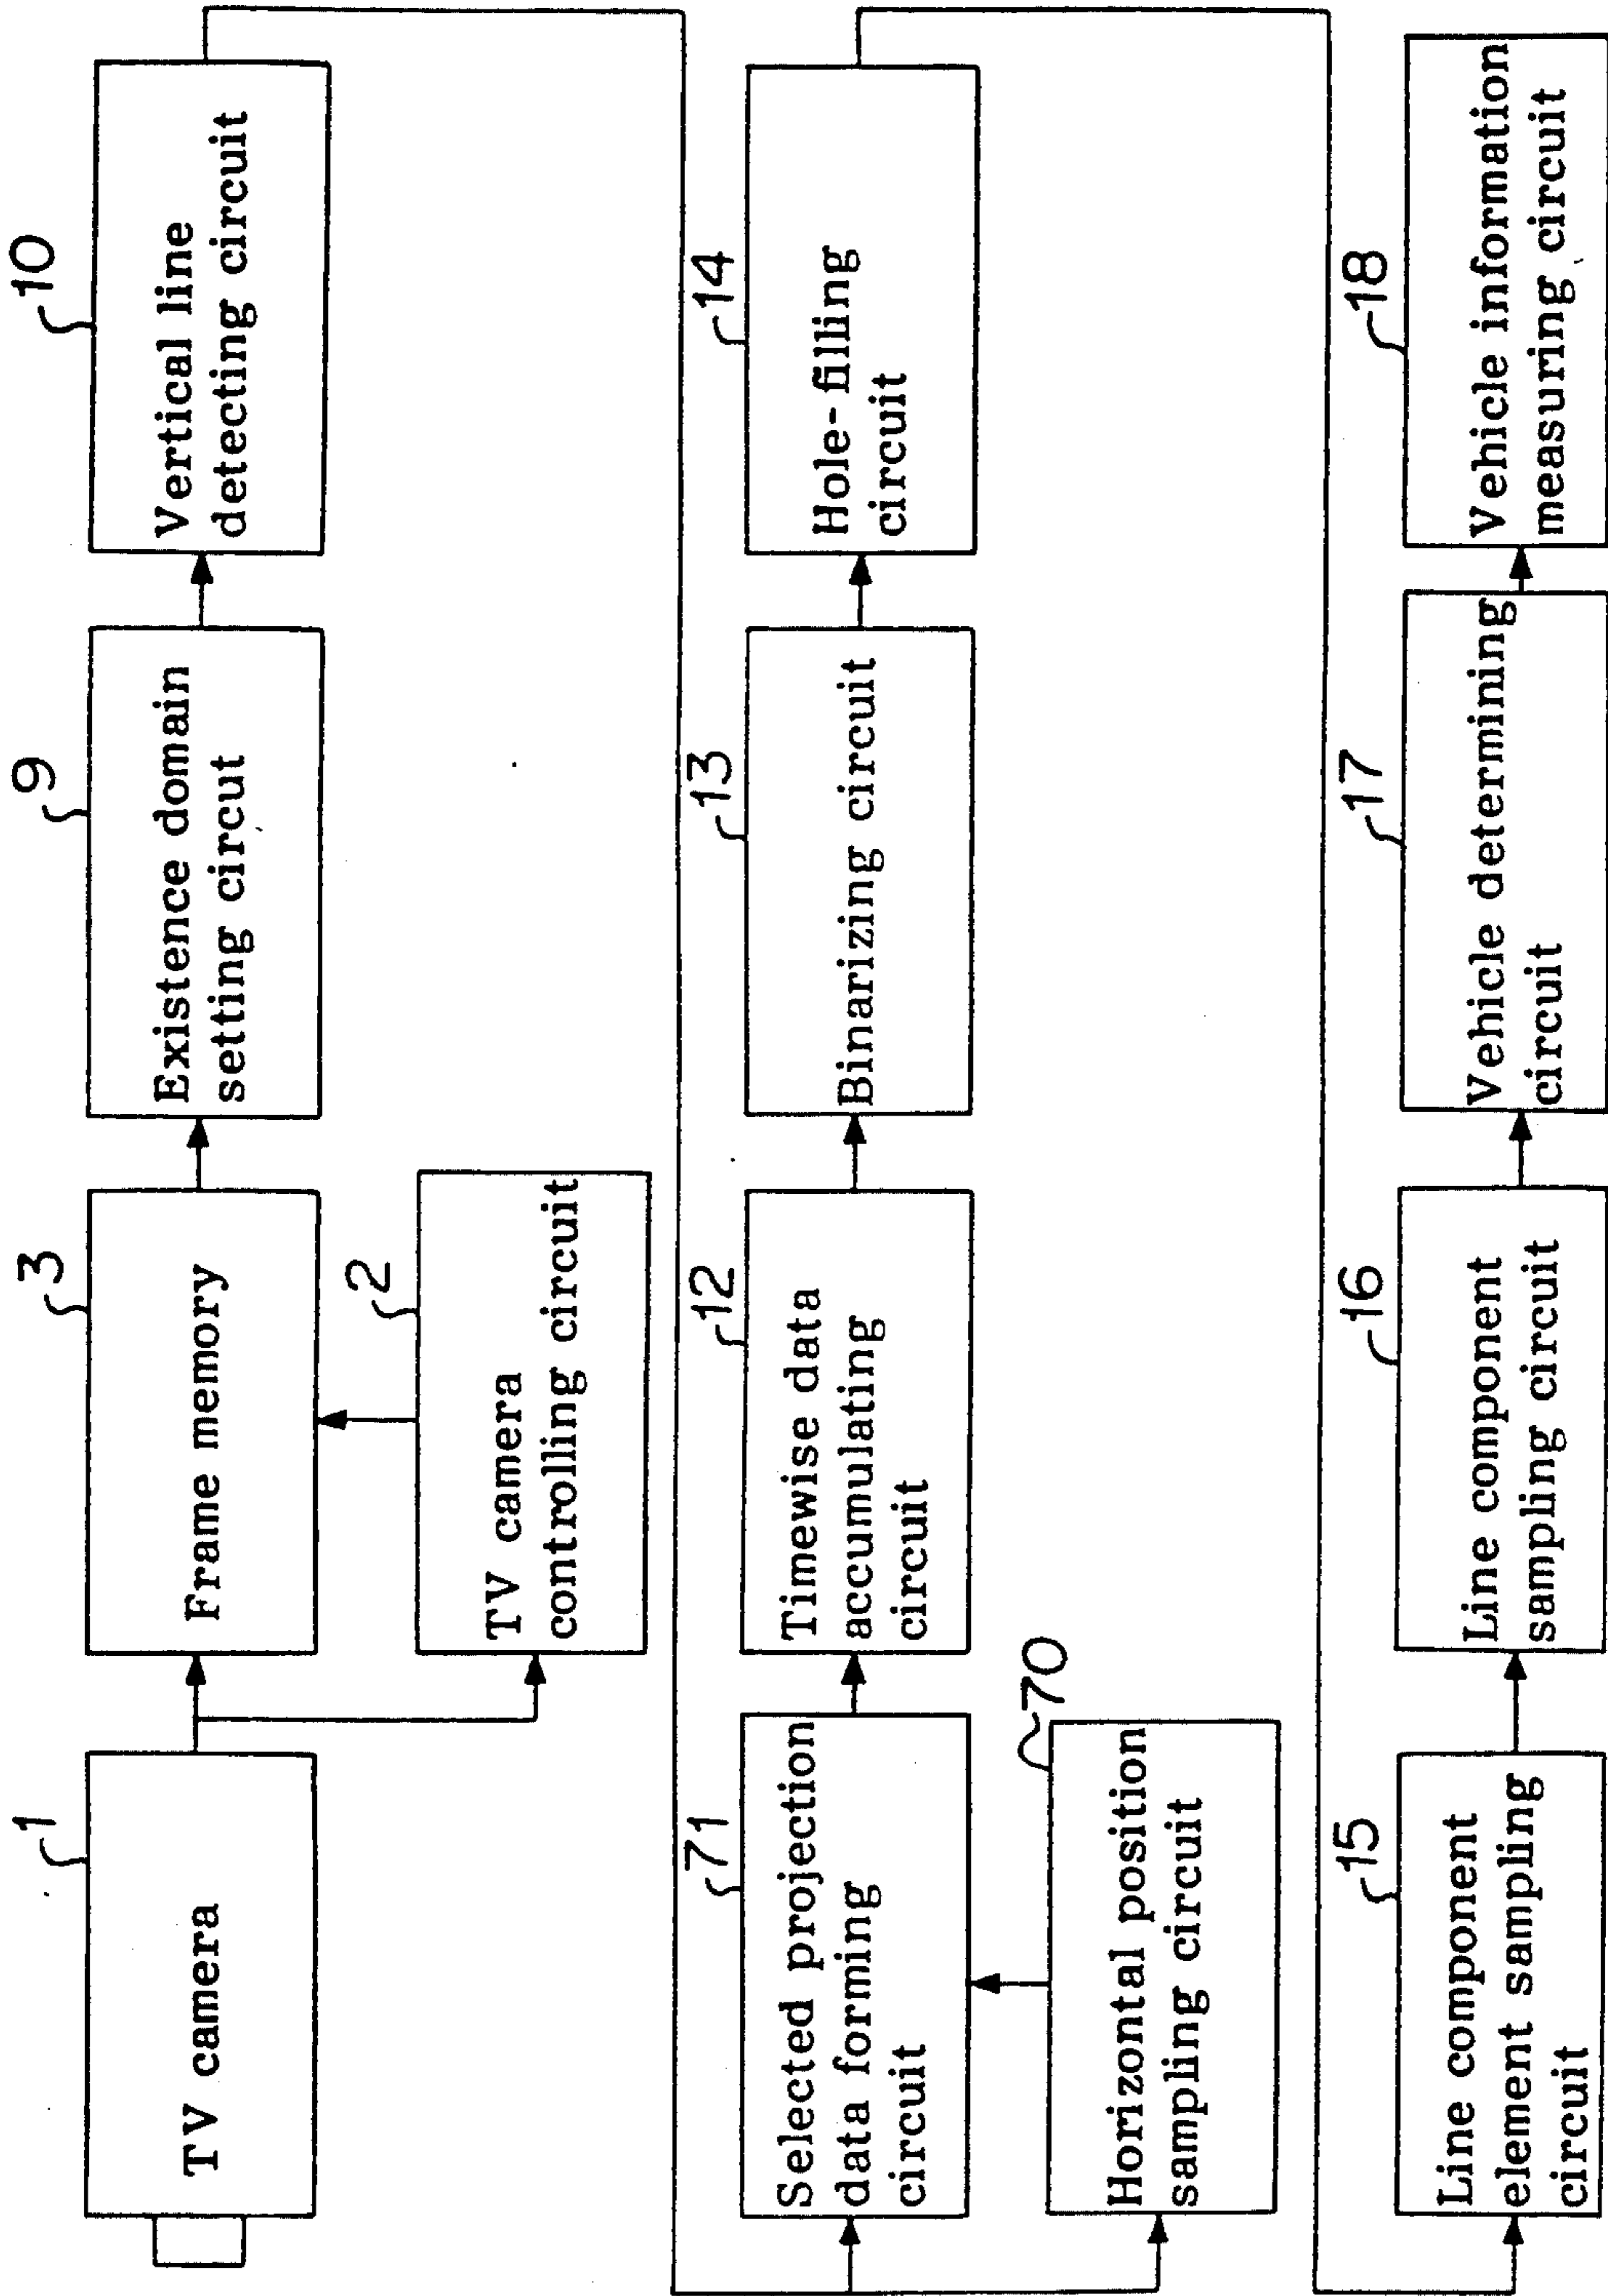 1
TV camera
3
Frame memory
2
TV camera
controlling circuit
9
Existence domain
setting circut
10
Vertical line
detecting circuit
71
Selected projection
data forming
circuit
70
Horizontal position
sampling circuit
12
Timewise data
accumulating
circuit
13
Binarizing circuit
14
Hole-filling
circuit
15
Line component
element sampling
circuit
16
Line component
sampling circuit
17
Vehicle determining
circuit
18
Vehicle information
measuring circuit